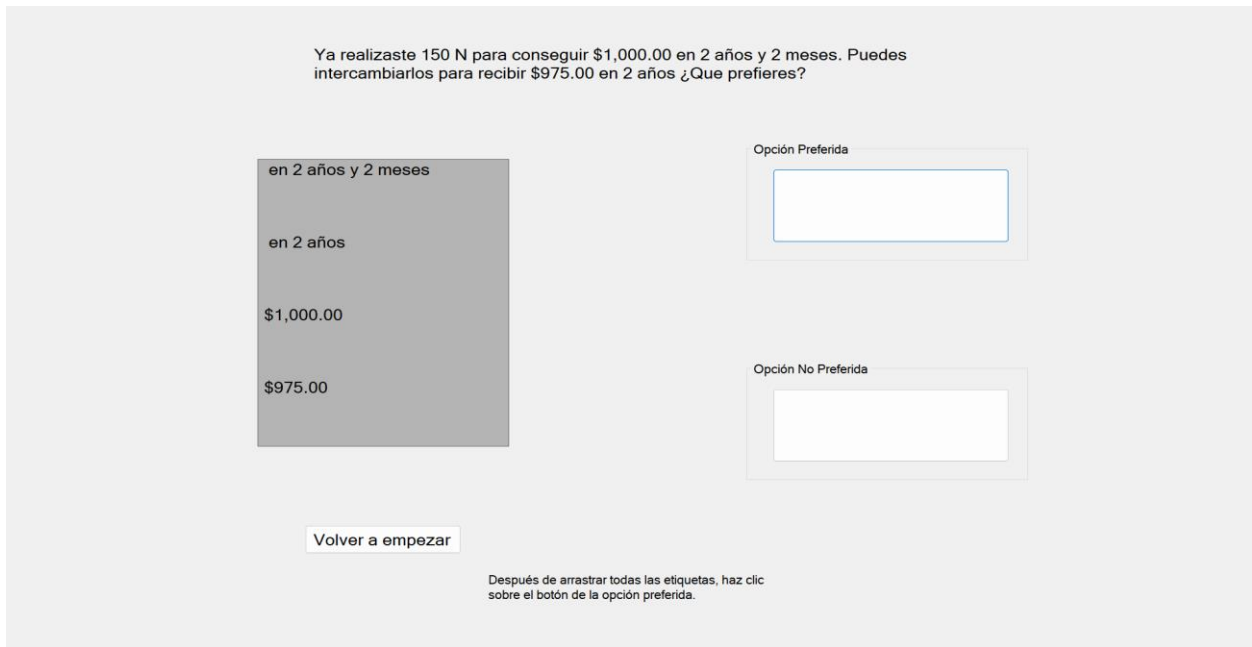 Ya realizaste 150 N para conseguir $1,000.00 en 2 años y 2 meses. Puedes
intercambiarlos para recibir $975.00 en 2 años ¿Que prefieres?
en 2 años y 2 meses
en 2 años
$1,000.00
$975.00
Opción Preferida
Opción No Preferida
Volver a empezar
Después de arrastrar todas las etiquetas, haz clic
sobre el botón de la opción preferida.